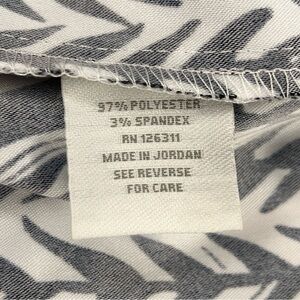 97% POLYESTER
3% SPANDEX
RN 126311
MADE IN JORDAN
SEE REVERSE
FOR CARE